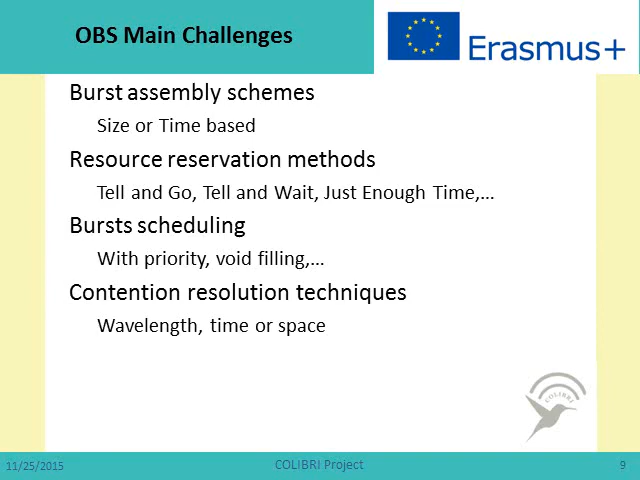 OBS Main Challenges
Erasmus+
Burst assembly schemes
Size or Time based
Resource reservation methods
Tell and Go, Tell and Wait, Just Enough Time,...
Bursts scheduling
With priority, void filling,...
Contention resolution techniques
Wavelength, time or space
COLIBRI
11/25/2015
COLIBRI Project
9